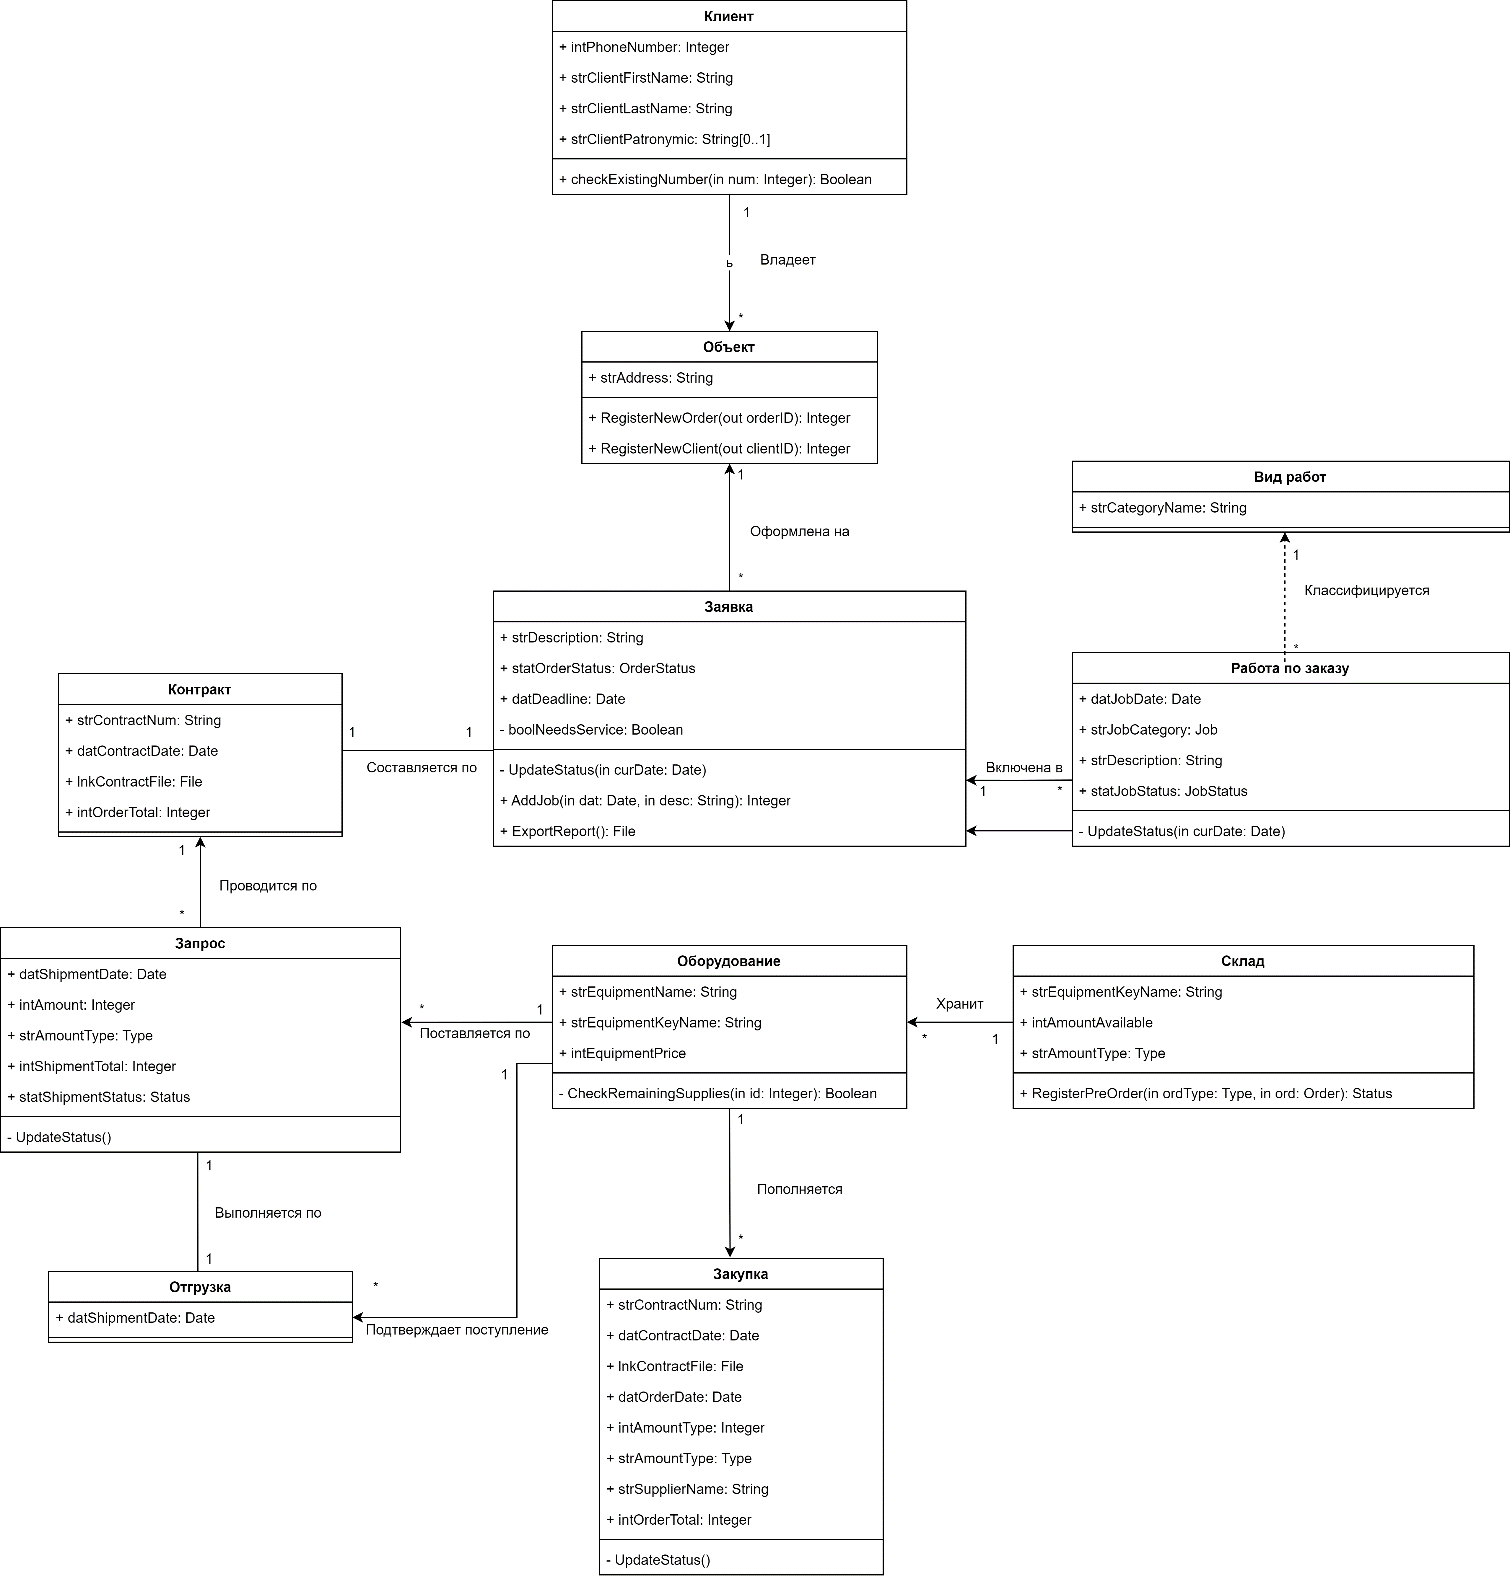 Клиент
+ intPhoneNumber: Integer
+ strClientFirstName: String
+ strClientLastName: String
+ strClientPatronymic: String[0..1]
+ checkExistingNumber(in num: Integer): Boolean
1
ь
Владеет
*
Объект
+ strAddress: String
+ RegisterNewOrder(out orderID): Integer
+ RegisterNewClient(out clientID): Integer
1
Оформлена на
*
Вид работ
+ strCategoryName: String
1
Классифицируется
*
Заявка
+ strDescription: String
+ statOrderStatus: OrderStatus
+ datDeadline: Date
- boolNeedsService: Boolean
- UpdateStatus(in curDate: Date)
+ AddJob(in dat: Date, in desc: String): Integer
+ ExportReport(): File
Работа по заказу
+ datJobDate: Date
+ strJobCategory: Job
+ strDescription: String
+ statJobStatus: JobStatus
- UpdateStatus(in curDate: Date)
Включена в
1
*
Контракт
+ strContractNum: String
+ datContractDate: Date
+ lnkContractFile: File
+ intOrderTotal: Integer
1
1
Составляется по
1
Проводится по
*
Запрос
+ datShipmentDate: Date
+ intAmount: Integer
+ strAmountType: Type
+ intShipmentTotal: Integer
+ statShipmentStatus: Status
- UpdateStatus()
*
1
Поставляется по
Оборудование
+ strEquipmentName: String
+ strEquipmentKeyName: String
+ intEquipmentPrice
- CheckRemainingSupplies(in id: Integer): Boolean
Хранит
*
1
Склад
+ strEquipmentKeyName: String
+ intAmountAvailable
+ strAmountType: Type
+ RegisterPreOrder(in ordType: Type, in ord: Order): Status
1
1
Выполняется по
1
Отгрузка
+ datShipmentDate: Date
*
Подтверждает поступление
1
Пополняется
*
Закупка
+ strContractNum: String
+ datContractDate: Date
+ lnkContractFile: File
+ datOrderDate: Date
+ intAmountType: Integer
+ strAmountType: Type
+ strSupplierName: String
+ intOrderTotal: Integer
- UpdateStatus()